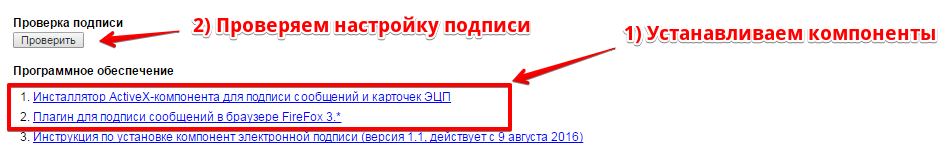 Проверка подписи
Проверить
2) Проверяем настройку подписи
1) Устанавливаем компоненты
Программное обеспечение
1. Инсталлятор ActiveX-компонента для подписи сообщений и карточек ЭЦП
2. Плагин для подписи сообщений в браузере FireFox 3.*
3. Инструкция по установке компонент электронной подписи (версия 1.1, действует с 9 августа 2016)